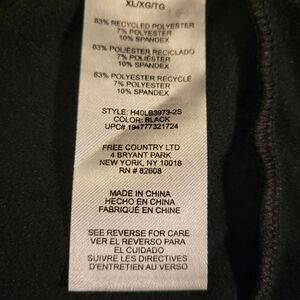 XL/XG/TG
83% RECYCLED POLYESTER
7% POLYESTER
10% SPANDEX
83% POLIÉSTER RECICLADO
7% POLIÉSTER
10% SPANDEX
83% POLYESTER RECYCLÉ
7% POLYESTER
10% SPANDEX
STYLE: H40LB3973-2S
COLOR: BLACK
UPC# 194777321724
FREE COUNTRY LTD
4 BRYANT PARK
NEW YORK, NY 10018
RN # 82608
MADE IN CHINA
HECHO EN CHINA
FABRIQUÉ EN CHINE
SEE REVERSE FOR CARE
VER EL REVERSO PARA
EL CUIDADO
SUIVRE LES DIRECTIVES
D'ENTRETIEN AU VERSO